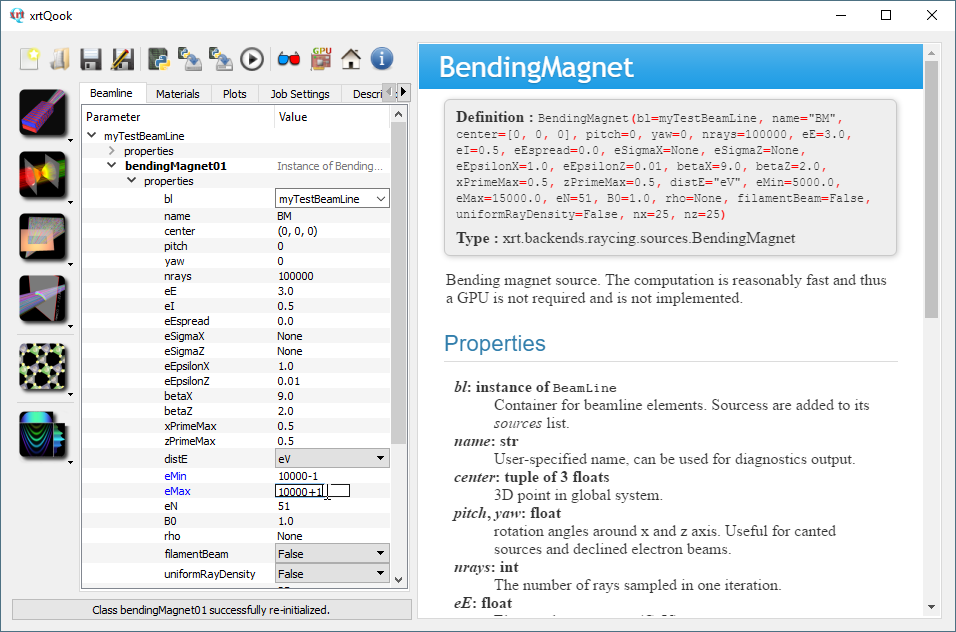 xrtQook
GPU
Beamline Materials Plots Job Settings Descri
Parameter Value
myTestBeamLine
properties
bendingMagnet01 Instance of Bending...
properties
bl myTestBeamLine
name BM
center (0, 0, 0)
pitch 0
yaw 0
nrays 100000
eE 3.0
eI 0.5
eEspread 0.0
eSigmaX None
eSigmaZ None
eEpsilonX 1.0
eEpsilonZ 0.01
betaX 9.0
betaZ 2.0
xPrimeMax 0.5
zPrimeMax 0.5
distE eV
eMin 10000-1
eMax 10000+1
eN 51
B0 1.0
rho None
filamentBeam False
uniformRayDensity False
Class bendingMagnet01 successfully re-initialized.
BendingMagnet
Definition : BendingMagnet(bl=myTestBeamLine, name="BM",
center=[0, 0, 0], pitch=0, yaw=0, nrays=100000, eE=3.0,
eI=0.5, eEspread=0.0, eSigmaX=None, eSigmaZ=None,
eEpsilonX=1.0, eEpsilonZ=0.01, betaX=9.0, betaZ=2.0,
xPrimeMax=0.5, zPrimeMax=0.5, distE="eV", eMin=5000.0,
eMax=15000.0, eN=51, B0=1.0, rho=None, filamentBeam=False,
uniformRayDensity=False, nx=25, nz=25)
Type : xrt.backends.raycing.sources.BendingMagnet
Bending magnet source. The computation is reasonably fast and thus
a GPU is not required and is not implemented.
Properties
bl: instance of BeamLine
Container for beamline elements. Sourcess are added to its
sources list.
name: str
User-specified name, can be used for diagnostics output.
center: tuple of 3 floats
3D point in global system.
pitch, yaw: float
rotation angles around x and z axis. Useful for canted
sources and declined electron beams.
nrays: int
The number of rays sampled in one iteration.
eE: float